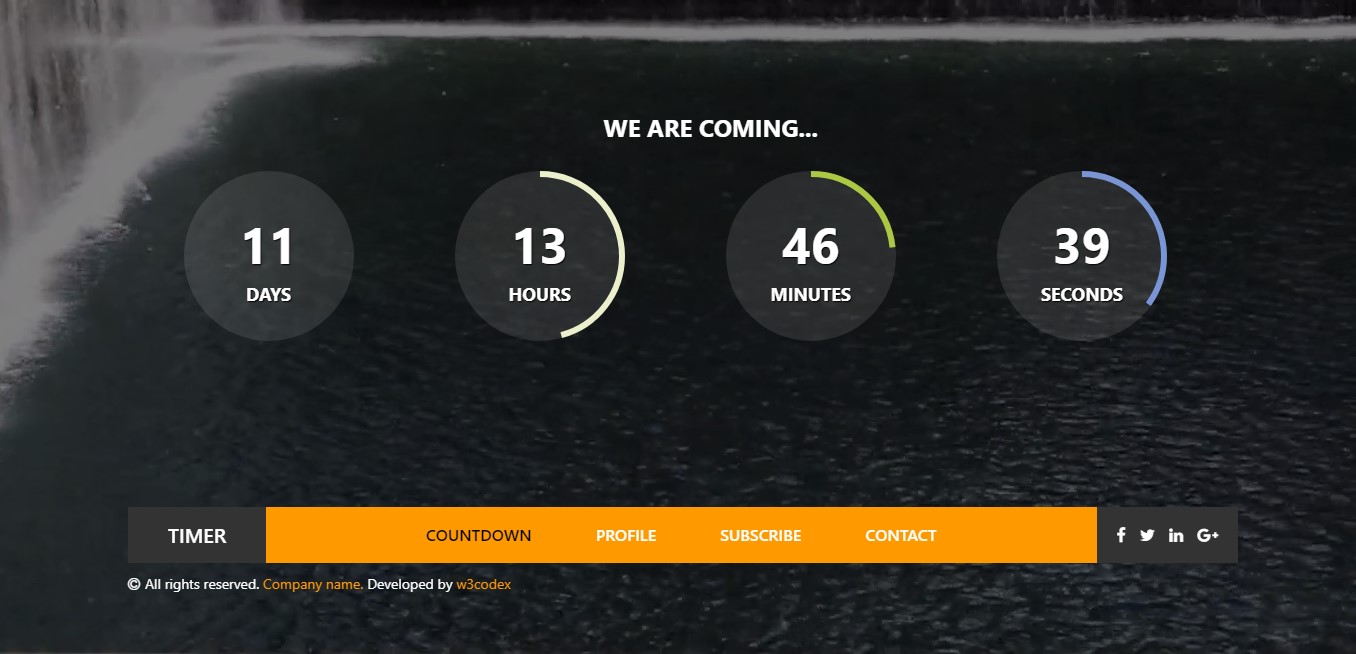 WE ARE COMING...
11 13 46 39
DAYS HOURS MINUTES SECONDS
TIMER COUNTDOWN PROFILE SUBSCRIBE CONTACT
© All rights reserved. Company name. Developed by w3codex